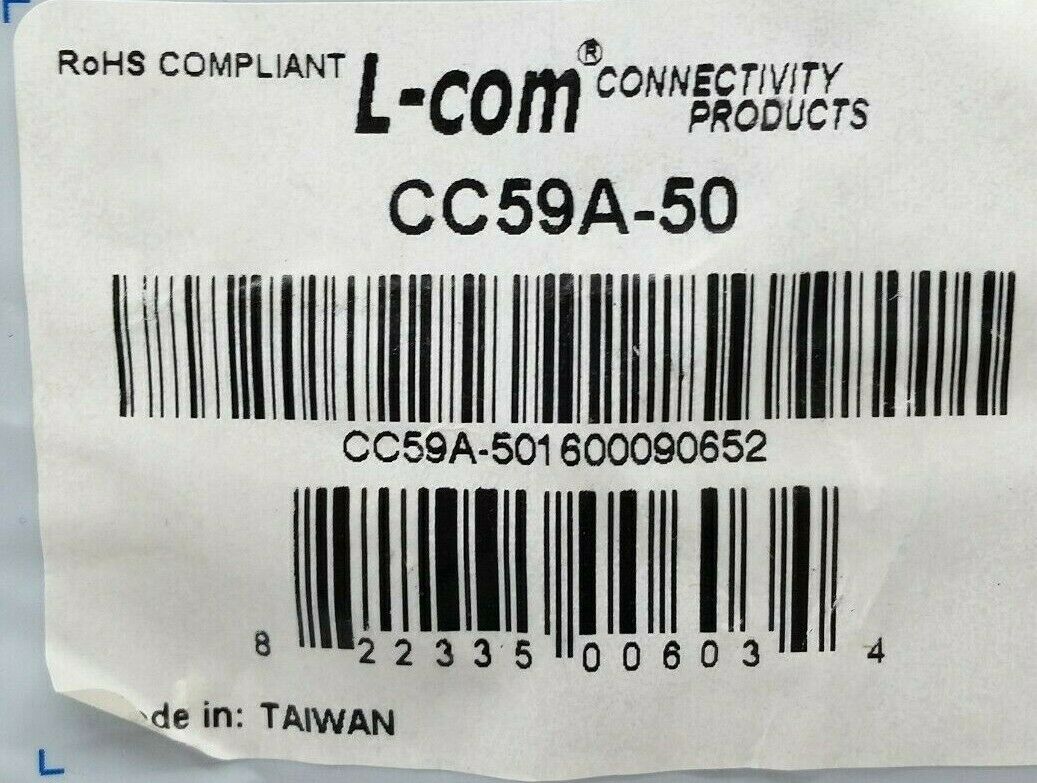 RoHS COMPLIANT L-com® CONNECTIVITY PRODUCTS
CC59A-50
CC59A-501600090652
8 22335 00603 4
de in: TAIWAN